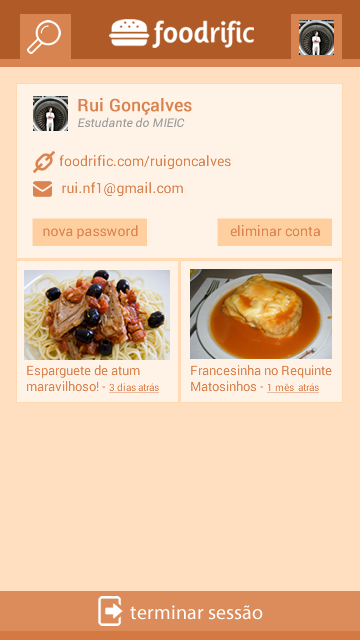 foodrific
Rui Gonçalves
Estudante do MIEIC
foodrific.com/ruigoncalves
rui.nf1@gmail.com
nova password
eliminar conta
Esparguete de atum
maravilhoso! - 3 dias atrás
Francesinha no Requinte
Matosinhos - 1 mês atrás
terminar sessão